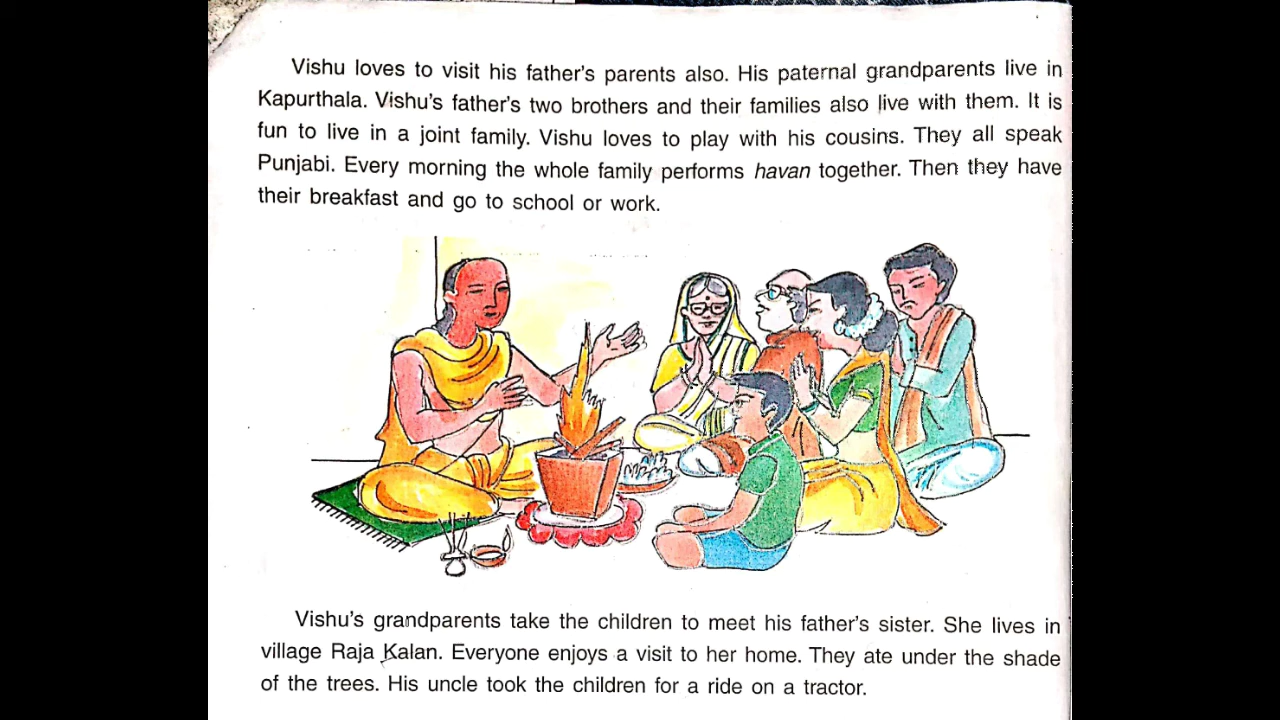 Vishu loves to visit his father's parents also. His paternal grandparents live in
Kapurthala. Vishu's father's two brothers and their families also live with them. It is
fun to live in a joint family. Vishu loves to play with his cousins. They all speak
Punjabi. Every morning the whole family performs havan together. Then they have
their breakfast and go to school or work.
Vishu's grandparents take the children to meet his father's sister. She lives in
village Raja Kalan. Everyone enjoys a visit to her home. They ate under the shade
of the trees. His uncle took the children for a ride on a tractor.